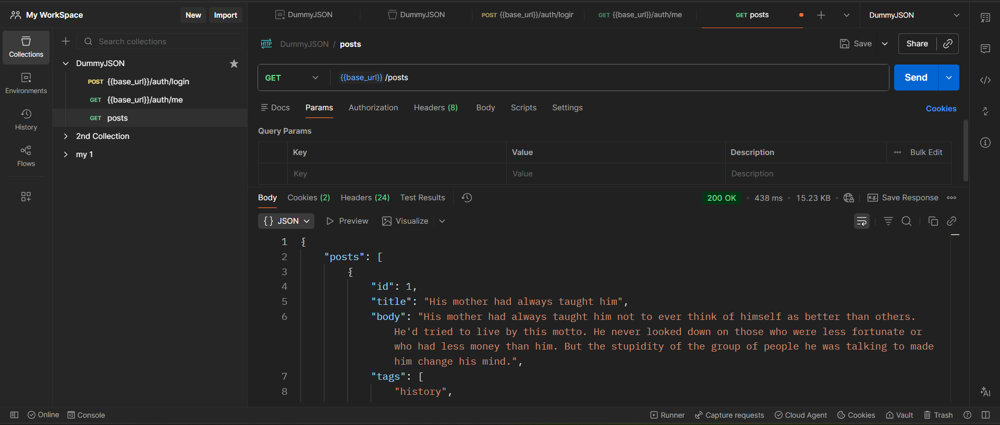 My WorkSpace New Import DummyJSON DummyJSON POST {{base_url}}/auth/login GET {{base_url}}/auth/me GET posts DummyJSON
Collections
Environments
History
Flows
Search collections
DummyJSON
POST {{base_url}}/auth/login
GET {{base_url}}/auth/me
GET posts
2nd Collection
my 1
HTTP DummyJSON / posts Save Share
GET {{base_url}} /posts Send
Docs Params Authorization Headers (8) Body Scripts Settings Cookies
Query Params
Key Value Description Bulk Edit
Key Value Description
Body Cookies (2) Headers (24) Test Results 200 OK 438 ms 15.23 KB e.g. Save Response
{} JSON Preview Visualize
1 {
2 "posts": [
3 {
4 "id": 1,
5 "title": "His mother had always taught him",
6 "body": "His mother had always taught him not to ever think of himself as better than others.
He'd tried to live by this motto. He never looked down on those who were less fortunate or
who had less money than him. But the stupidity of the group of people he was talking to made
him change his mind.",
7 "tags": [
8 "history",
AI
Online Console Runner Capture requests Cloud Agent Cookies Vault Trash